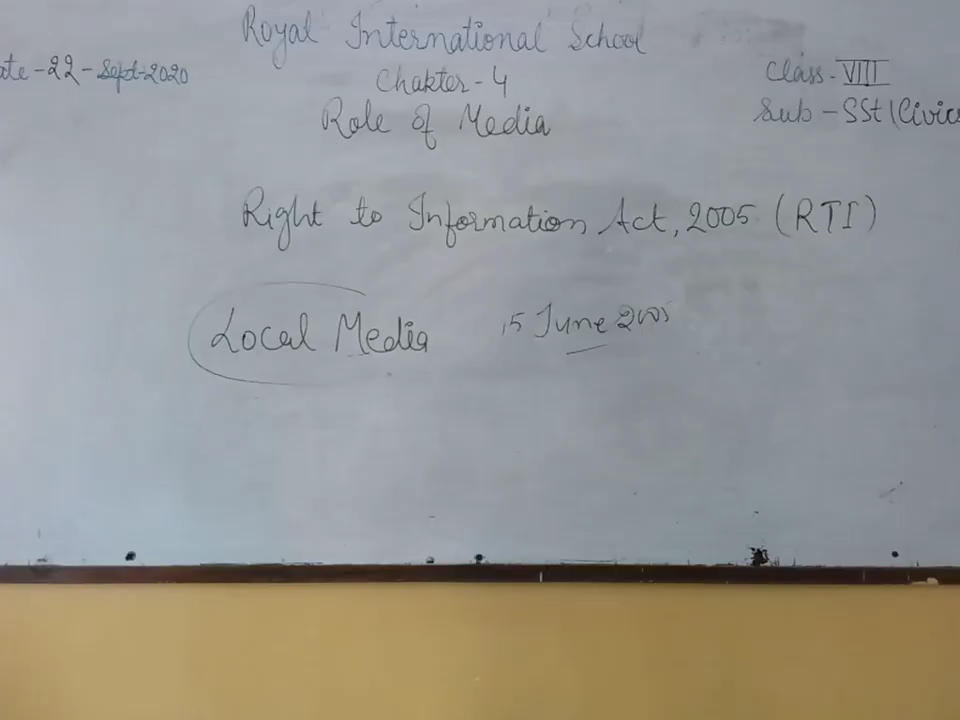 Royal International School
ate-22-Sept-2020
Chakter-4
Class-VIII
Role of Media
Sub-SSt(Civics
Right to Information Act, 2005 (RTI)
Local Media
15 June 2005